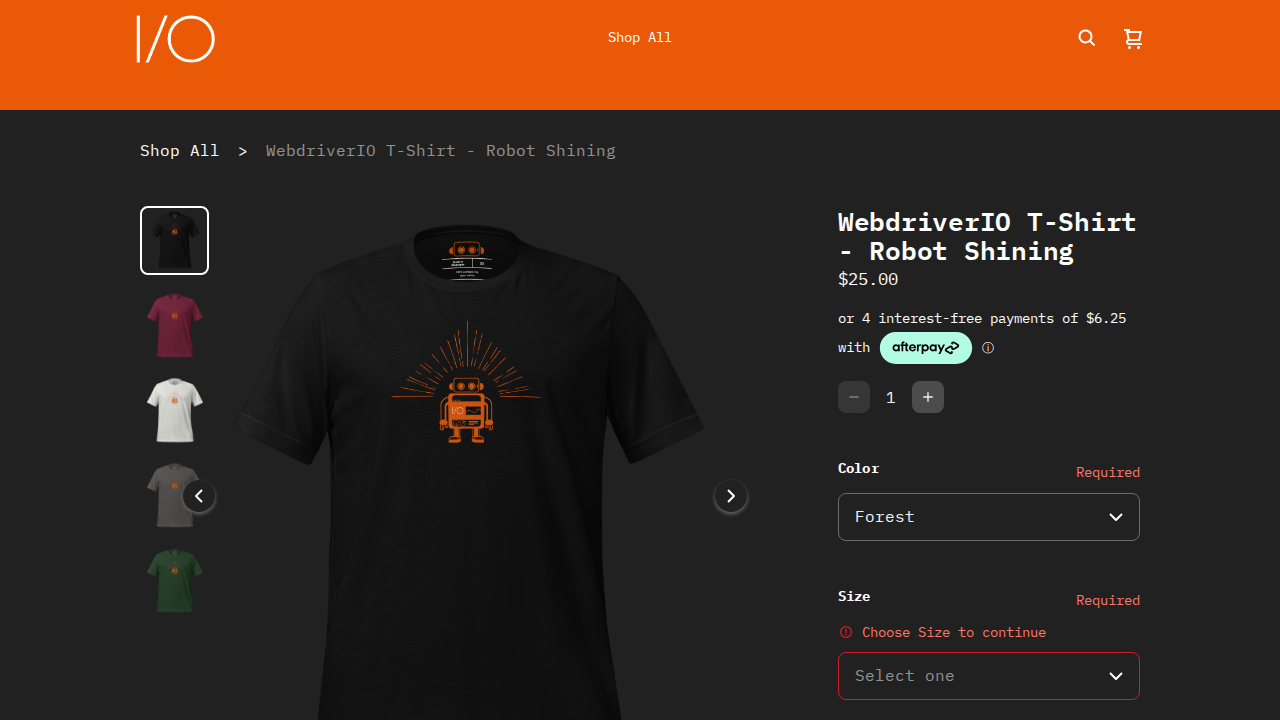 I/O
Shop All
Shop All > WebdriverIO T-Shirt - Robot Shining
WebdriverIO T-Shirt
- Robot Shining
$25.00
or 4 interest-free payments of $6.25
with afterpay
1
Color
Required
Forest
Size
Required
Choose Size to continue
Select one
I/O